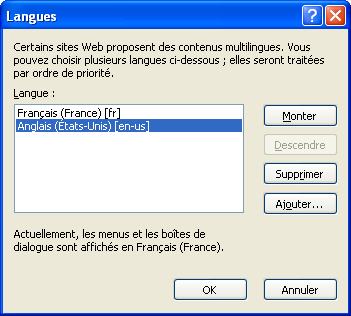 Langues
Certains sites Web proposent des contenus multilingues. Vous
pouvez choisir plusieurs langues ci-dessous ; elles seront traitées
par ordre de priorité.
Langue :
Français (France) [fr]
Anglais (États-Unis) [en-us]
Monter
Descendre
Supprimer
Ajouter...
Actuellement, les menus et les boîtes de
dialogue sont affichés en Français (France).
OK
Annuler